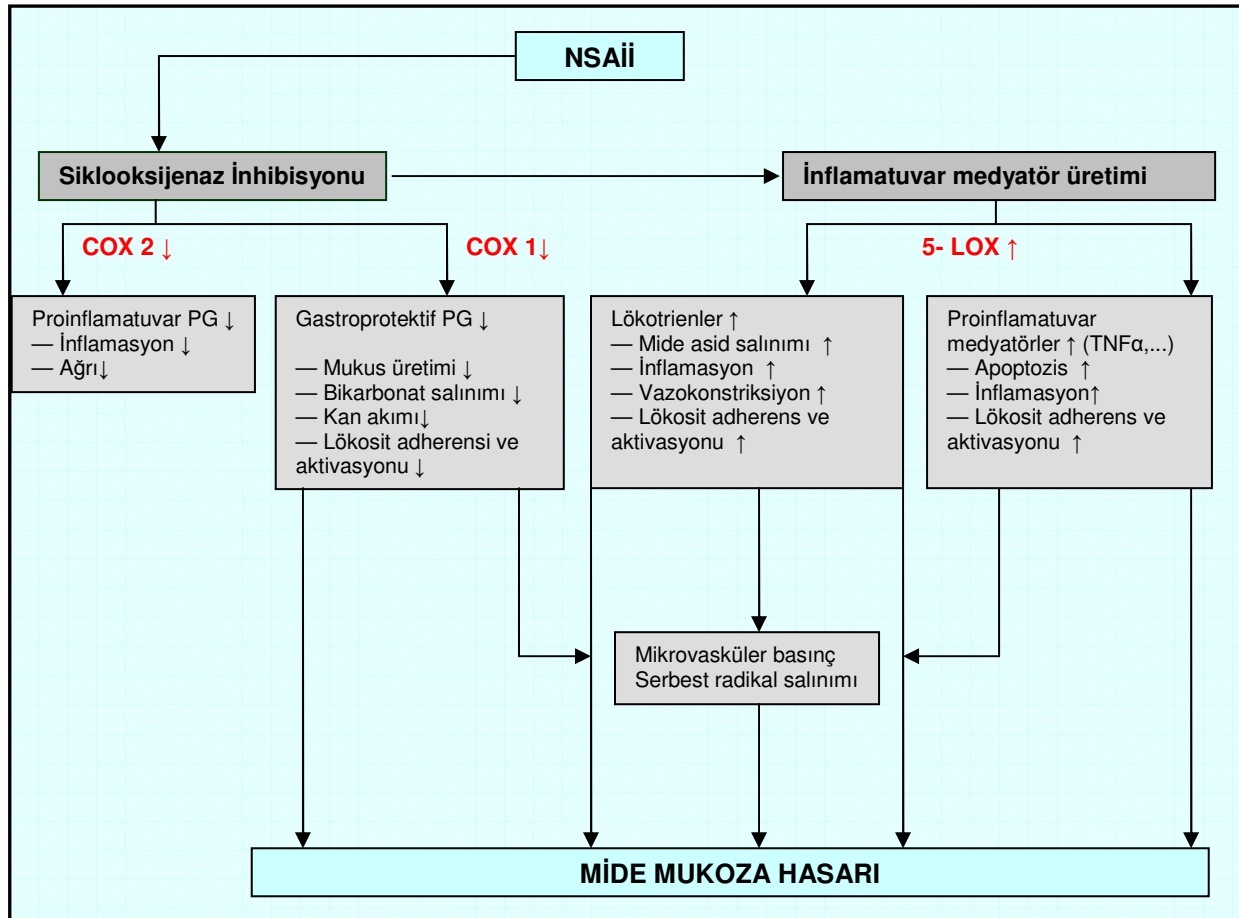 NSAİİ
Siklooksijenaz İnhibisyonu
İnflamatuvar medyatör üretimi
COX 2 ↓
COX 1↓
5- LOX ↑
Proinflamatuvar PG ↓
— İnflamasyon ↓
— Ağrı↓
Gastroprotektif PG ↓
— Mukus üretimi ↓
— Bikarbonat salınımı ↓
— Kan akımı↓
— Lökosit adherensi ve
aktivasyonu ↓
Lökotrienler ↑
— Mide asid salınımı ↑
— İnflamasyon ↑
— Vazokonstriksiyon ↑
— Lökosit adherens ve
aktivasyonu ↑
Proinflamatuvar
medyatörler ↑ (TNFα,...)
— Apoptozis ↑
— İnflamasyon↑
— Lökosit adherens ve
aktivasyonu ↑
Mikrovasküler basınç
Serbest radikal salınımı
MİDE MUKOZA HASARI